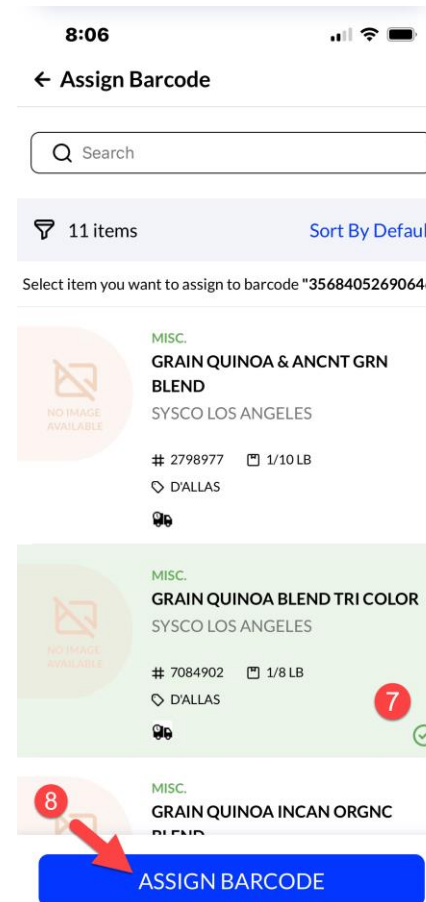 8:06
← Assign Barcode
Search
11 items
Sort By Defaul
Select item you want to assign to barcode "3568405269064
MISC.
GRAIN QUINOA & ANCNT GRN
BLEND
SYSCO LOS ANGELES
NO IMAGE
AVAILABLE
# 2798977 1/10 LB
D'ALLAS
MISC.
GRAIN QUINOA BLEND TRI COLOR
SYSCO LOS ANGELES
NO IMAGE
AVAILABLE
# 7084902 1/8 LB
D'ALLAS
7
MISC.
8
GRAIN QUINOA INCAN ORGNC
BLEND
ASSIGN BARCODE